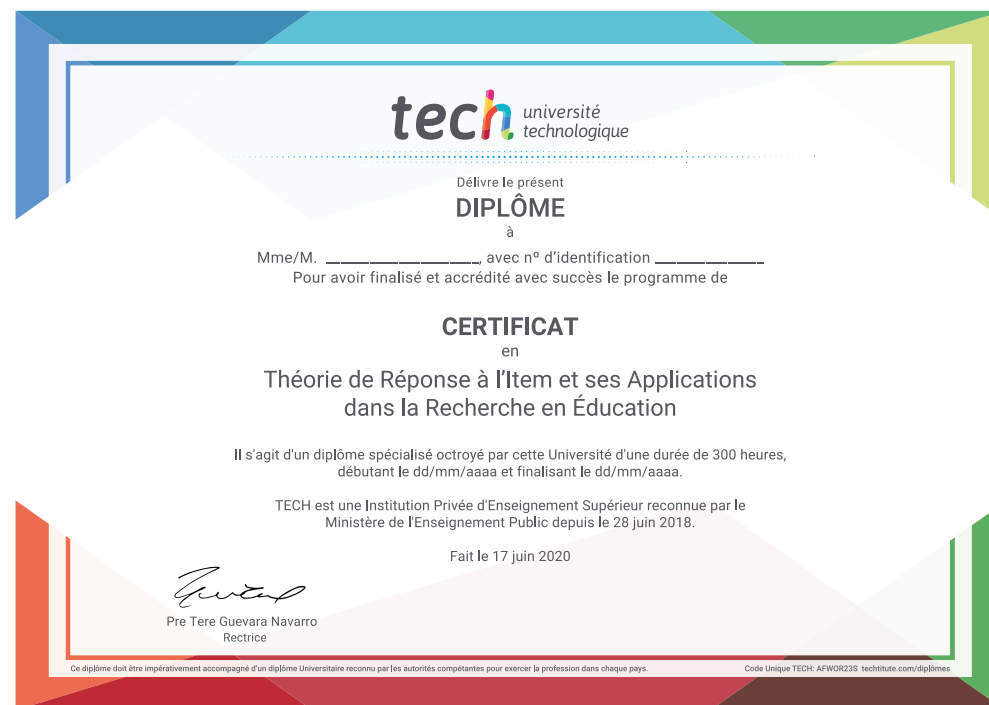 tech université
technologique
Délivre le présent
DIPLÔME
à
Mme/M. ____________________, avec nº d'identification ______________
Pour avoir finalisé et accrédité avec succès le programme de
CERTIFICAT
en
Théorie de Réponse à l'Item et ses Applications
dans la Recherche en Éducation
Il s'agit d'un diplôme spécialisé octroyé par cette Université d'une durée de 300 heures,
débutant le dd/mm/aaaa et finalisant le dd/mm/aaaa.
TECH est une Institution Privée d'Enseignement Supérieur reconnue par le
Ministère de l'Enseignement Public depuis le 28 juin 2018.
Fait le 17 juin 2020
Pre Tere Guevara Navarro
Rectrice
Ce diplôme doit être impérativement accompagné d'un diplôme Universitaire reconnu par les autorités compétantes pour exercer la profession dans chaque pays.
Code Unique TECH: AFWOR23S techtitute.com/diplômes